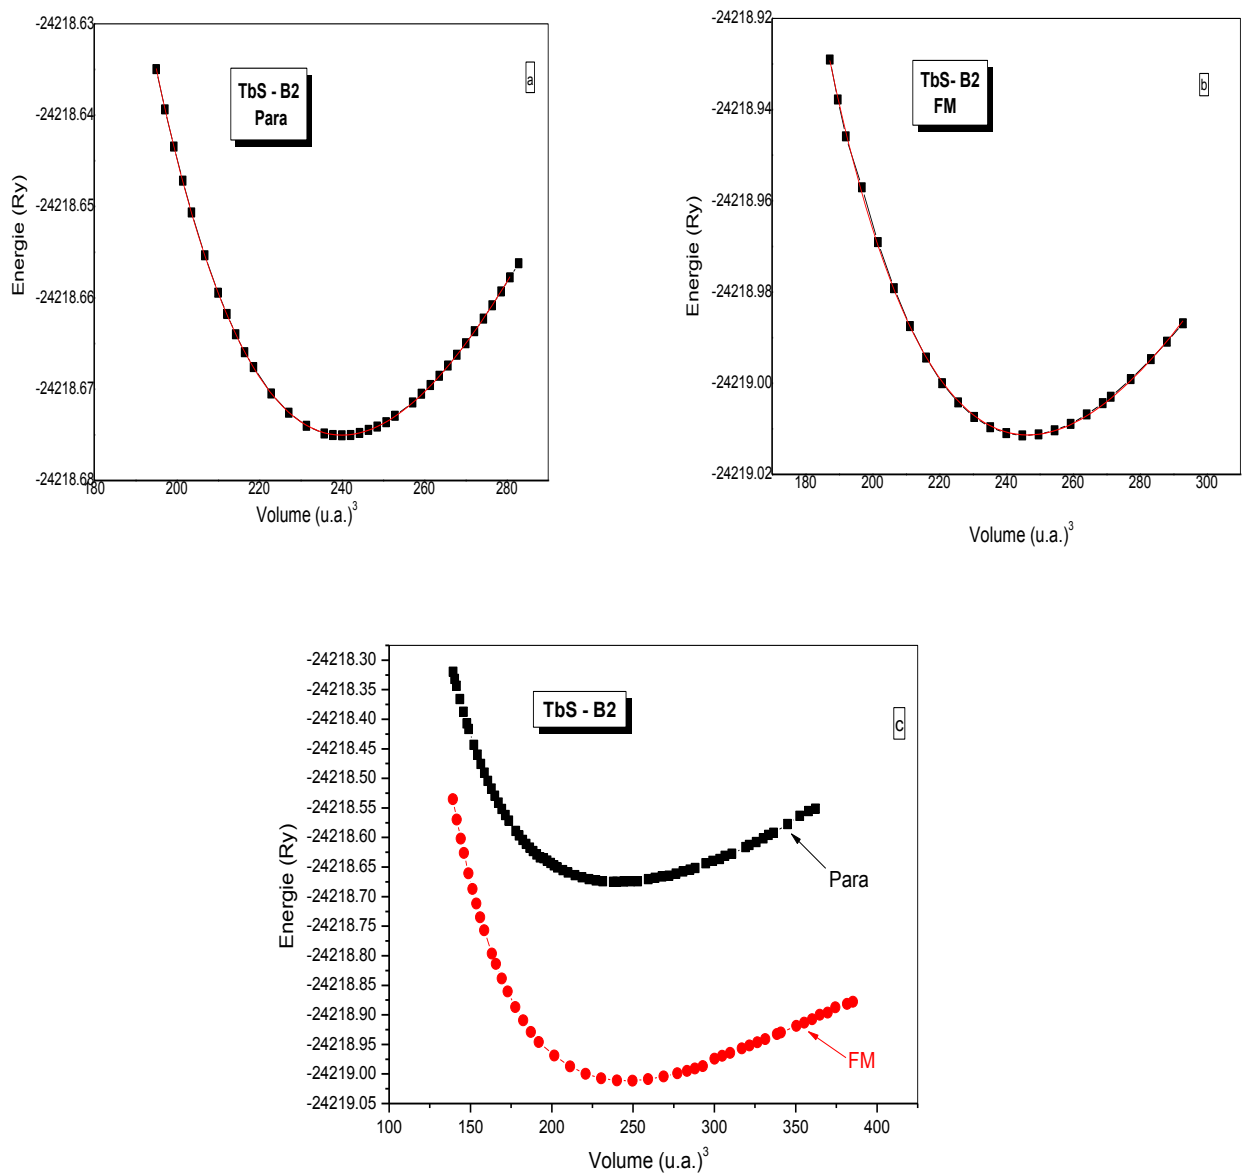 -24218.63
-24218.64
-24218.65
-24218.66
-24218.67
-24218.68
180 200 220 240 260 280
Energie (Ry)
Volume (u.a.)3
TbS - B2
Para
a
-24218.92
-24218.94
-24218.96
-24218.98
-24219.00
-24219.02
180 200 220 240 260 280 300
Energie (Ry)
Volume (u.a.)3
TbS- B2
FM
b
-24218.30
-24218.35
-24218.40
-24218.45
-24218.50
-24218.55
-24218.60
-24218.65
-24218.70
-24218.75
-24218.80
-24218.85
-24218.90
-24218.95
-24219.00
-24219.05
100 150 200 250 300 350 400
Energie (Ry)
Volume (u.a.)3
TbS - B2
c
Para
FM